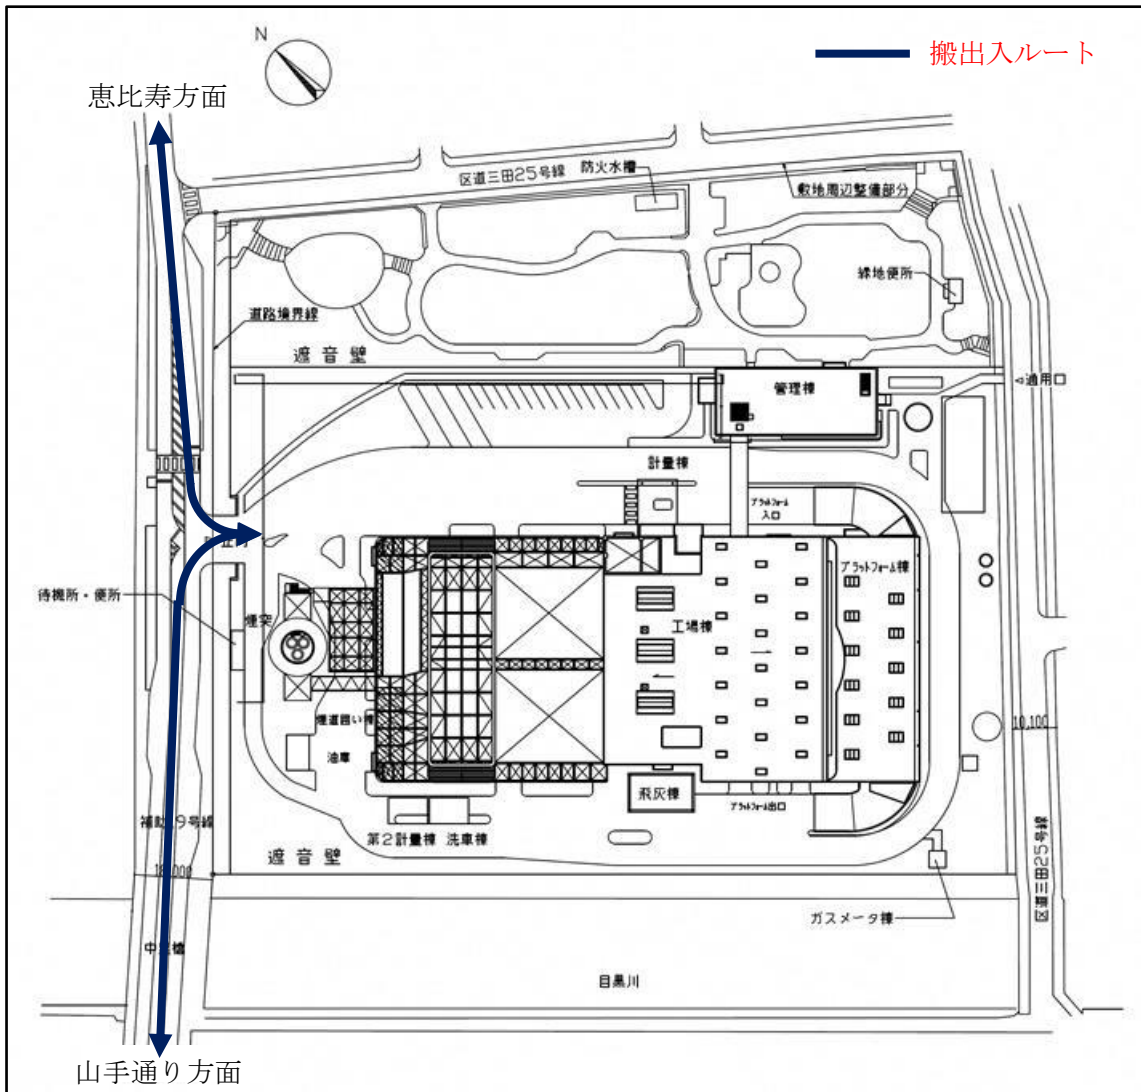 N
搬出入ルート
恵比寿方面
区道三田25号線
防火水槽
敷地周辺整備部分
緑地便所
道路境界線
遮音壁
管理棟
通用口
計量棟
プラットフォーム
入口
プラットフォーム棟
待機所・便所
煙突
工場棟
煙道囲い棟
油庫
10,100
飛灰棟
プラットフォーム出口
第2計量棟
洗車棟
遮音壁
区道三田25号線
ガスメータ棟
目黒川
山手通り方面